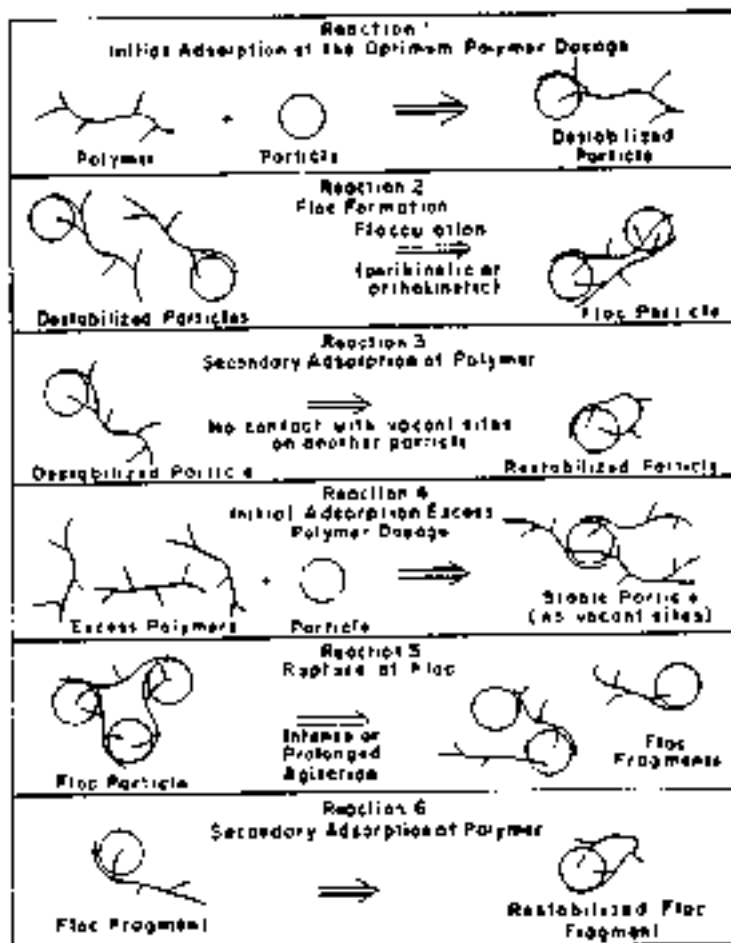 Reaction 1
Initial Adsorption at the Optimum Polymer Dosage
Polymer
+
Particle
Destabilized
Particle
Reaction 2
Floc Formation
Flocculation
(perikinetic or
orthokinetic)
Destabilized Particles
Floc Particle
Reaction 3
Secondary Adsorption of Polymer
No contact with vacant sites
on another particle
Destabilized Particle
Restabilized Particle
Reaction 4
Initial Adsorption Excess
Polymer Dosage
+
Excess Polymers
Particle
Stable Particle
(no vacant sites)
Reaction 5
Rupture of Floc
Intense or
Prolonged
Agitation
Floc Particle
Floc
Fragments
Reaction 6
Secondary Adsorption of Polymer
Floc Fragment
Restabilized Floc
Fragment